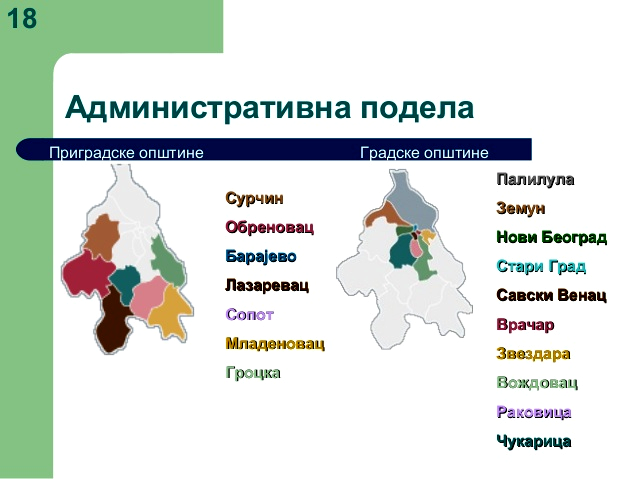 18
Административна подела
Приградске општине
Градске општине
Сурчин
Обреновац
Барајево
Лазаревац
Сопот
Младеновац
Гроцка
Палилула
Земун
Нови Београд
Стари Град
Савски Венац
Врачар
Звездара
Вождовац
Раковица
Чукарица